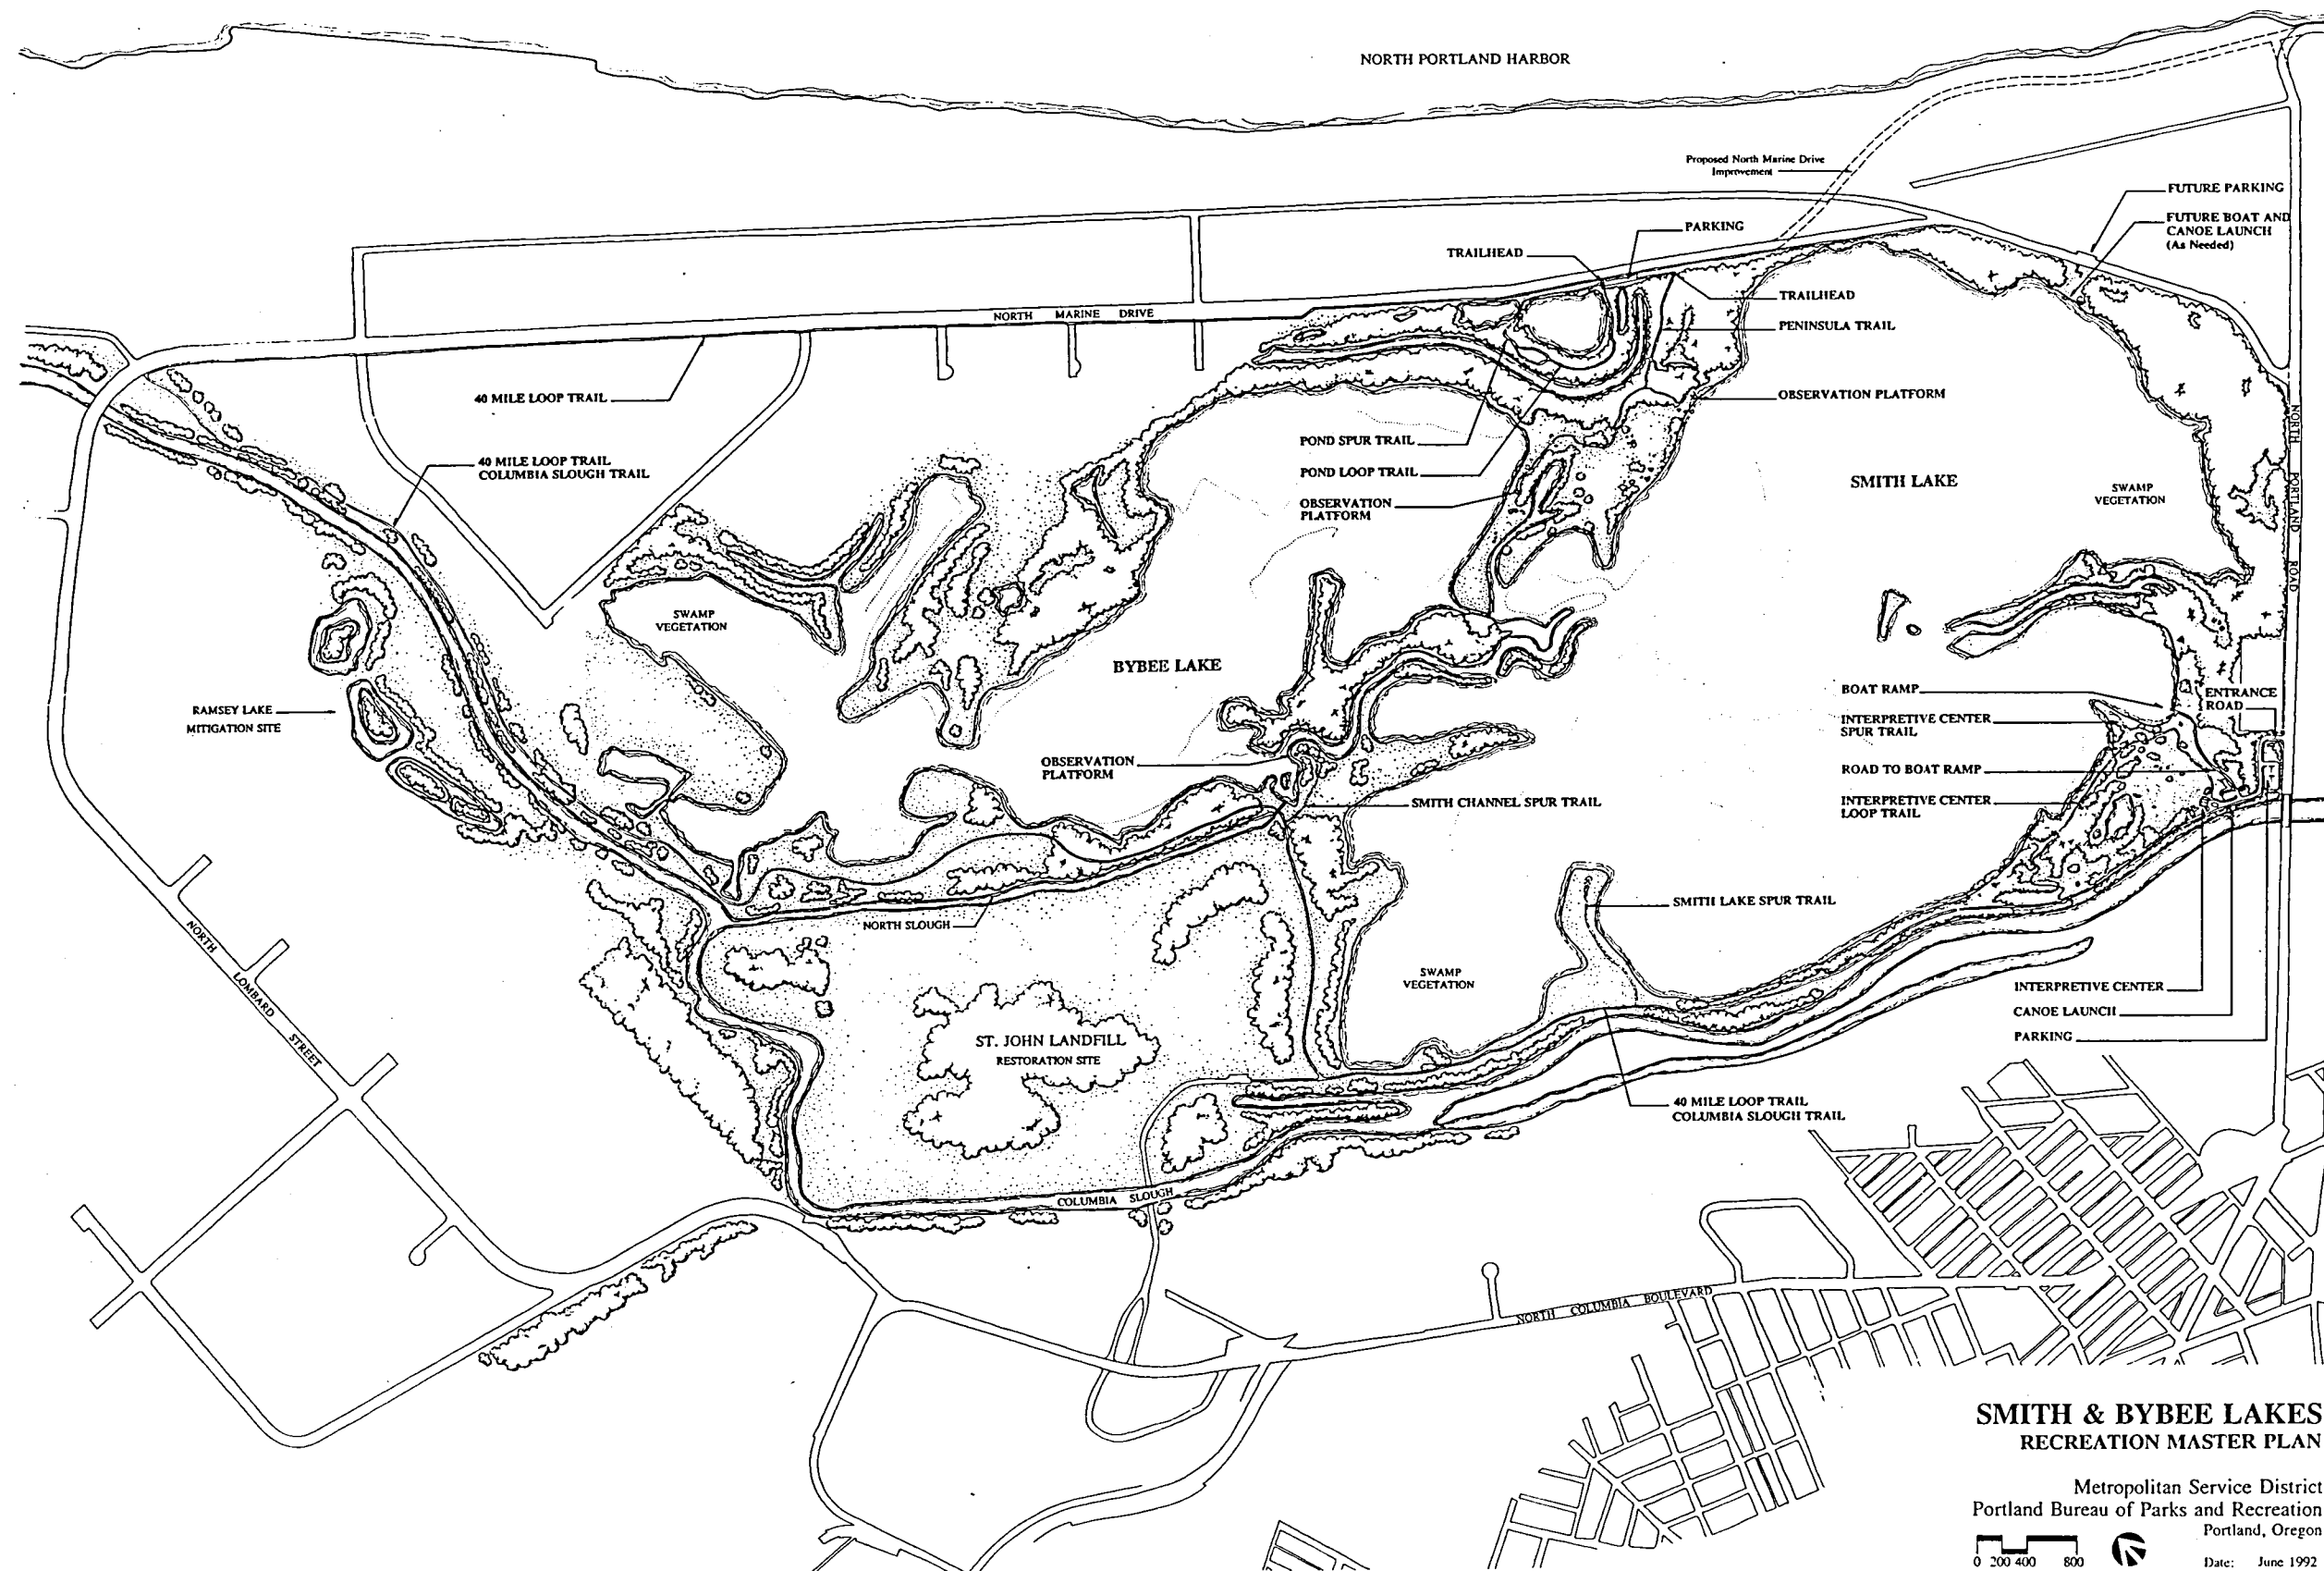 NORTH PORTLAND HARBOR
Proposed North Marine Drive
Improvement
FUTURE PARKING
FUTURE BOAT AND
CANOE LAUNCH
(As Needed)
PARKING
TRAILHEAD
TRAILHEAD
PENINSULA TRAIL
NORTH MARINE DRIVE
40 MILE LOOP TRAIL
OBSERVATION PLATFORM
POND SPUR TRAIL
POND LOOP TRAIL
40 MILE LOOP TRAIL
COLUMBIA SLOUGH TRAIL
OBSERVATION
PLATFORM
SMITH LAKE
SWAMP
VEGETATION
NORTH PORTLAND ROAD
SWAMP
VEGETATION
BYBEE LAKE
RAMSEY LAKE
MITIGATION SITE
BOAT RAMP
ENTRANCE
ROAD
INTERPRETIVE CENTER
SPUR TRAIL
OBSERVATION
PLATFORM
ROAD TO BOAT RAMP
SMITH CHANNEL SPUR TRAIL
INTERPRETIVE CENTER
LOOP TRAIL
SMITH LAKE SPUR TRAIL
NORTH SLOUGH
NORTH LOMBARD STREET
SWAMP
VEGETATION
INTERPRETIVE CENTER
CANOE LAUNCH
PARKING
ST. JOHN LANDFILL
RESTORATION SITE
40 MILE LOOP TRAIL
COLUMBIA SLOUGH TRAIL
COLUMBIA SLOUGH
NORTH COLUMBIA BOULEVARD
SMITH & BYBEE LAKES
RECREATION MASTER PLAN
Metropolitan Service District
Portland Bureau of Parks and Recreation
Portland, Oregon
0 200 400 800
Date: June 1992